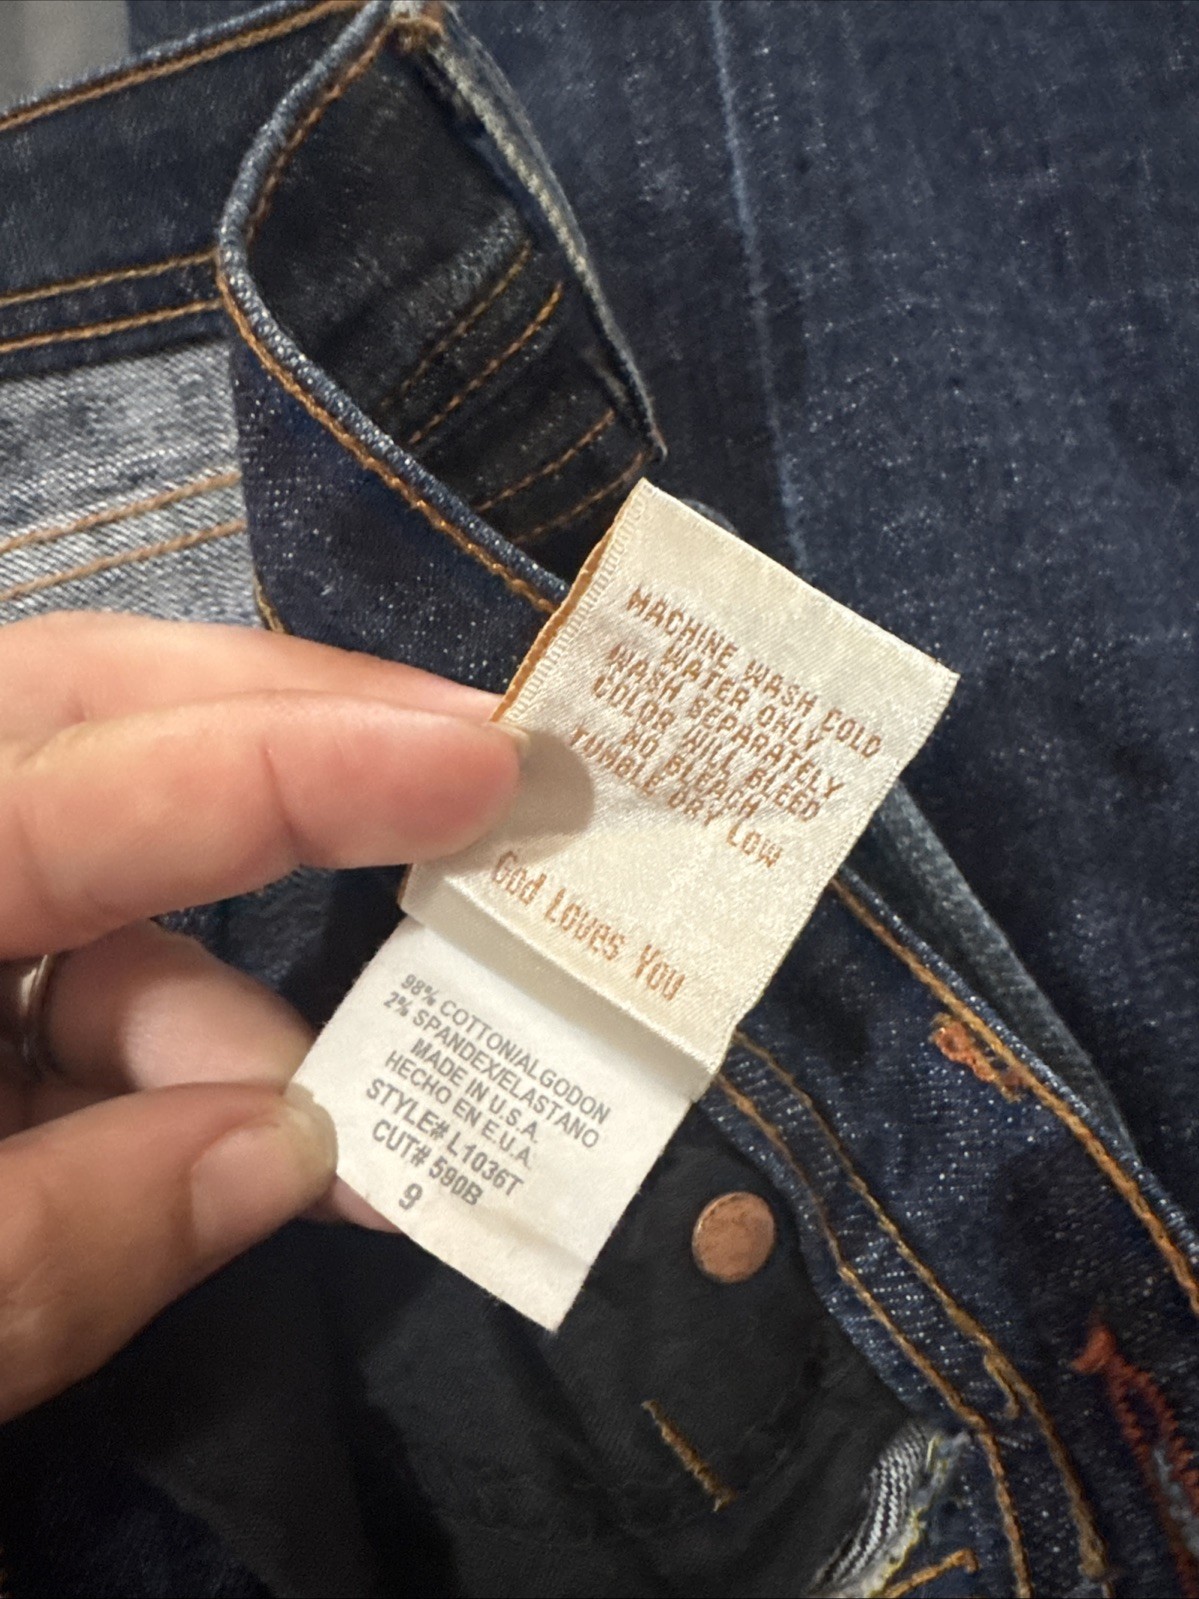 MACHINE WASH COLD
WATER ONLY
WASH SEPARATELY
COLOR WILL BLEED
NO BLEACH
TUMBLE DRY LOW
God Loves You
98% COTTON/ALGODON
2% SPANDEX/ELASTANO
MADE IN U.S.A.
HECHO EN E.U.A.
STYLE# L1036T
CUT# 590B
9